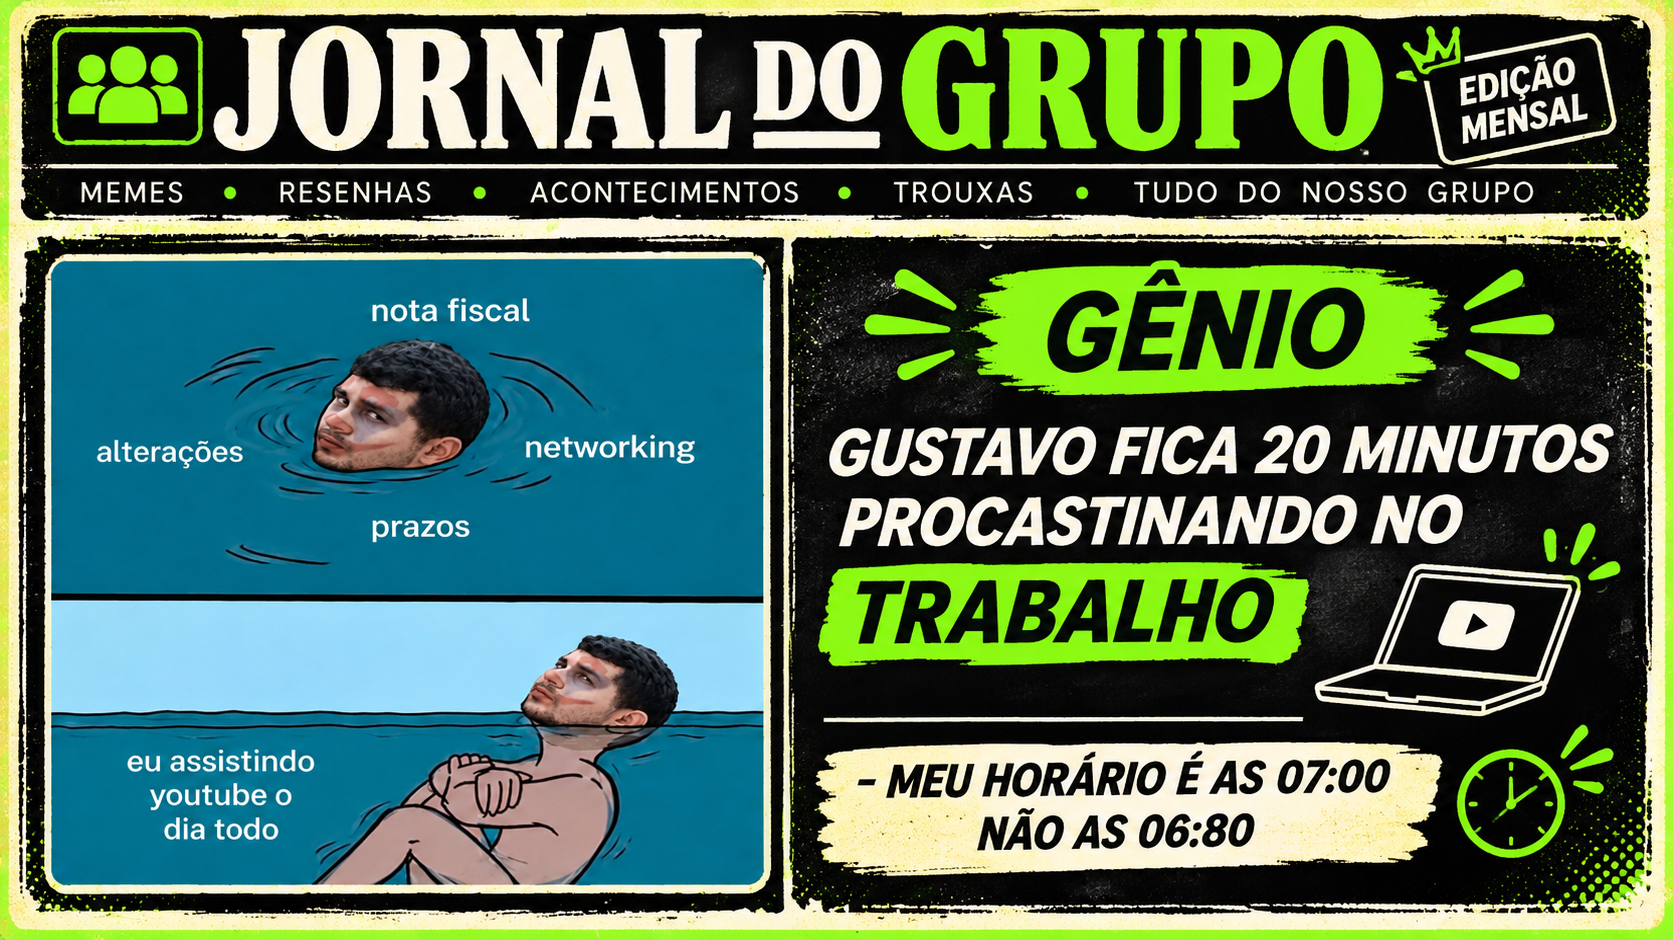 JORNAL DO GRUPO
EDIÇÃO
MENSAL
MEMES • RESENHAS • ACONTECIMENTOS • TROUXAS • TUDO DO NOSSO GRUPO
nota fiscal
alterações
networking
prazos
eu assistindo
youtube o
dia todo
GÊNIO
GUSTAVO FICA 20 MINUTOS
PROCASTINANDO NO
TRABALHO
- MEU HORÁRIO É AS 07:00
NÃO AS 06:80